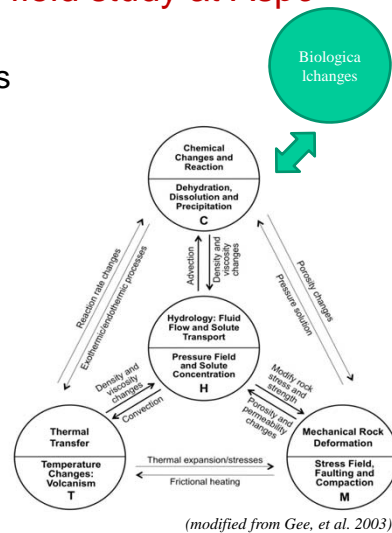 field study at Äspö
s
Biologica
lchanges
Chemical
Changes and
Reaction
Dehydration,
Dissolution and
Precipitation
C
Reaction rate changes
Exothermic/endothermic processes
Advection
Density and
viscosity
changes
Porosity changes
Pressure solution
Hydrology: Fluid
Flow and Solute
Transport
Pressure Field
and Solute
Concentration
H
Density and
viscosity
changes
Convection
Modify rock
stress and
strength
Porosity and
permeability
changes
Thermal
Transfer
Temperature
Changes:
Volcanism
T
Thermal expansion/stresses
Frictional heating
Mechanical Rock
Deformation
Stress Field,
Faulting and
Compaction
M
(modified from Gee, et al. 2003)